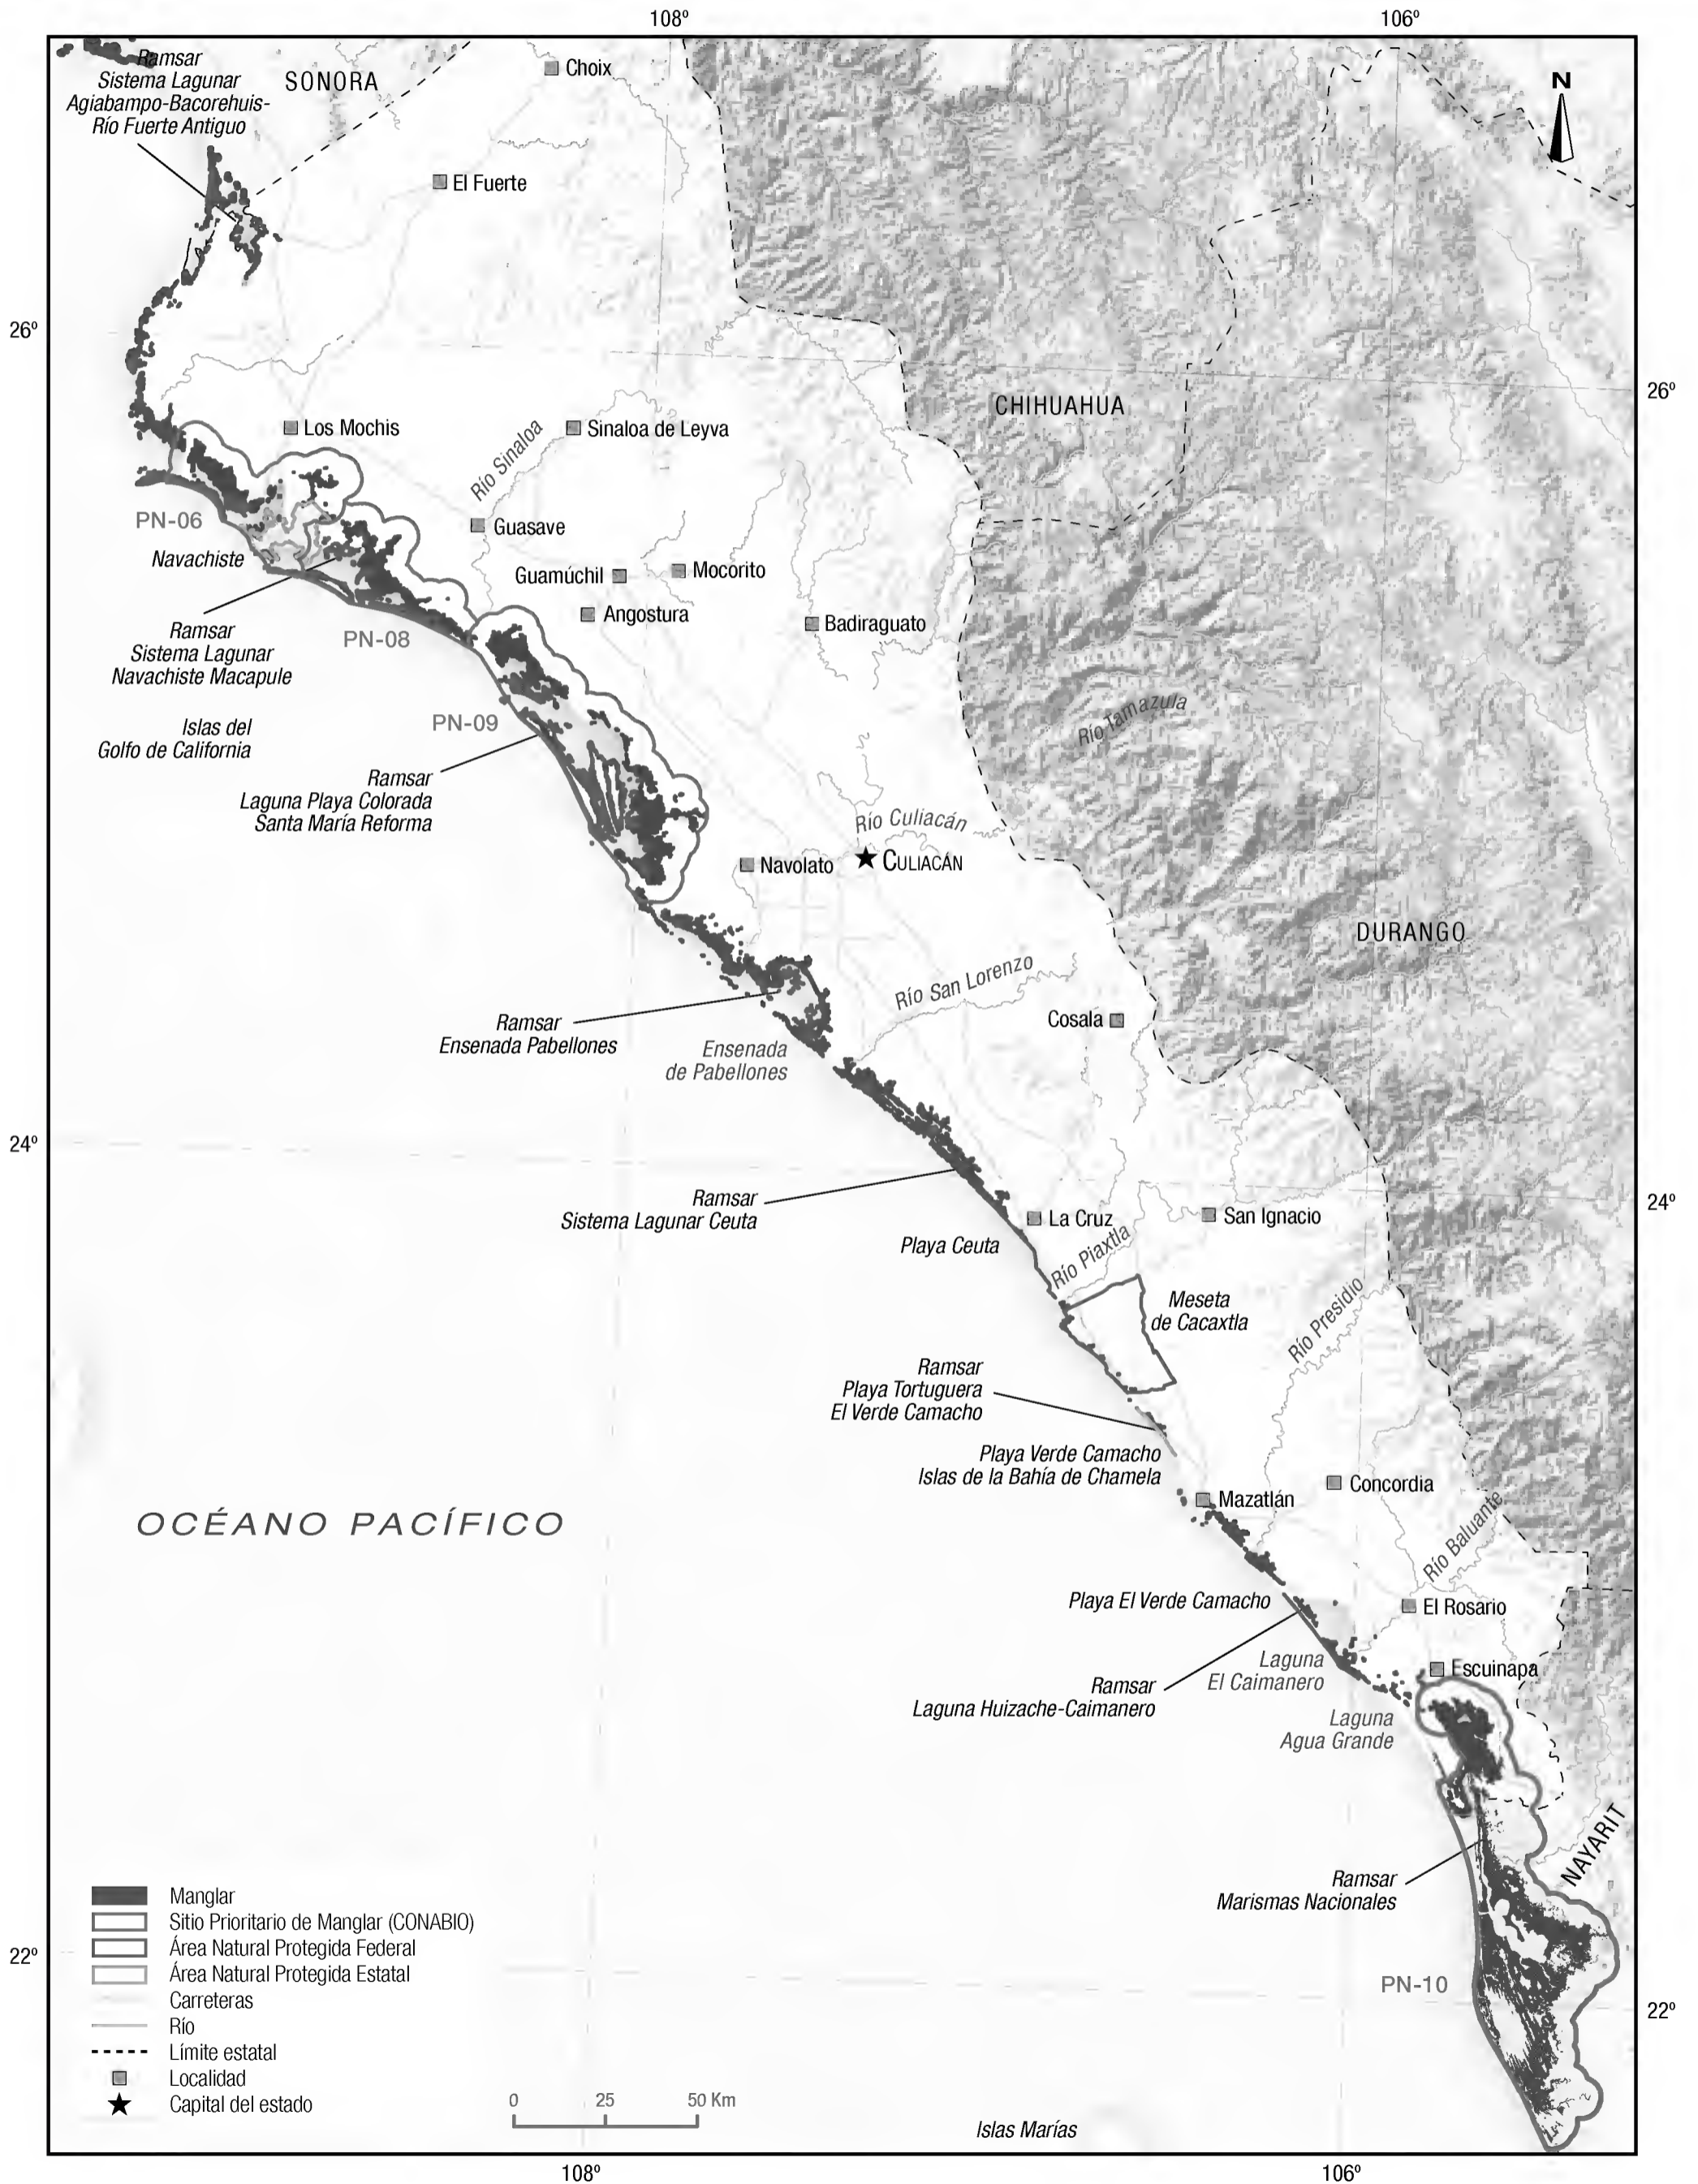 108º
106º
Ramsar
Sistema Lagunar
Agiabampo-Bacorehuis-
Río Fuerte Antiguo
SONORA
Choix
N
El Fuerte
26º
26º
CHIHUAHUA
Los Mochis
Río Sinaloa
Sinaloa de Leyva
PN-06
Guasave
Navachiste
Guamúchil
Mocorito
Angostura
Badiraguato
Ramsar
Sistema Lagunar
Navachiste Macapule
PN-08
Río Tamazula
PN-09
Islas del
Golfo de California
Ramsar
Laguna Playa Colorada
Santa María Reforma
Río Culiacán
Navolato
CULIACÁN
DURANGO
Río San Lorenzo
Cosala
Ramsar
Ensenada Pabellones
Ensenada
de Pabellones
24º
24º
Ramsar
Sistema Lagunar Ceuta
La Cruz
San Ignacio
Playa Ceuta
Río Piaxtla
Meseta
de Cacaxtla
Río Presidio
Ramsar
Playa Tortuguera
El Verde Camacho
Playa Verde Camacho
Islas de la Bahía de Chamela
Concordia
Mazatlán
OCÉANO PACÍFICO
Río Baluante
Playa El Verde Camacho
El Rosario
Laguna
El Caimanero
Escuinapa
Ramsar
Laguna Huizache-Caimanero
Laguna
Agua Grande
NAYARIT
Ramsar
Marismas Nacionales
Manglar
Sitio Prioritario de Manglar (CONABIO)
Área Natural Protegida Federal
Área Natural Protegida Estatal
Carreteras
Río
Límite estatal
Localidad
Capital del estado
22º
PN-10
22º
0 25 50 Km
Islas Marías
108º
106º